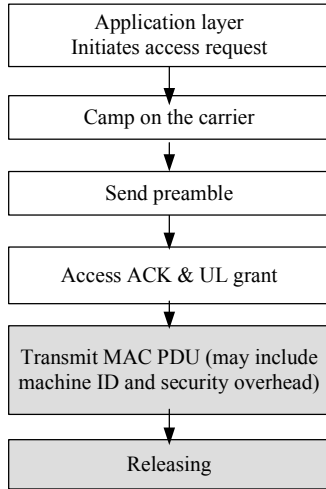 Application layer
Initiates access request
Camp on the carrier
Send preamble
Access ACK & UL grant
Transmit MAC PDU (may include
machine ID and security overhead)
Releasing